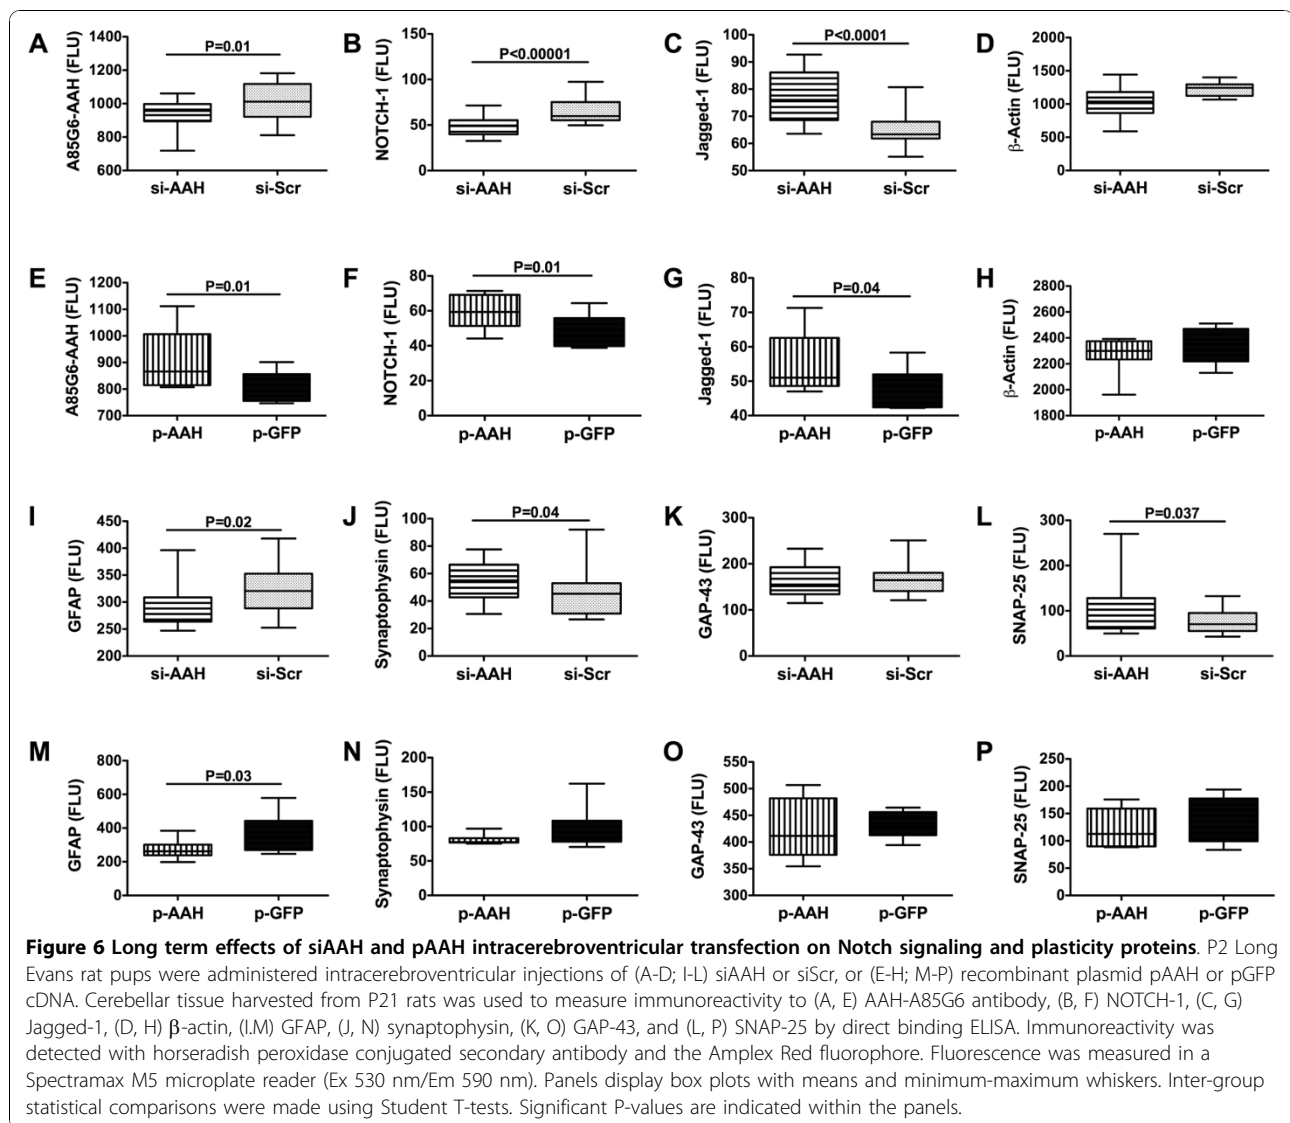 A
A85G6-AAH (FLU)
1400
1200
1000
800
600
P=0.01
si-AAH
si-Scr
B
NOTCH-1 (FLU)
150
100
50
0
P<0.00001
si-AAH
si-Scr
C
Jagged-1 (FLU)
100
90
80
70
60
50
P<0.0001
si-AAH
si-Scr
D
β-Actin (FLU)
2000
1500
1000
500
0
si-AAH
si-Scr
E
A85G6-AAH (FLU)
1200
1100
1000
900
800
700
P=0.01
p-AAH
p-GFP
F
NOTCH-1 (FLU)
80
60
40
20
0
P=0.01
p-AAH
p-GFP
G
Jagged-1 (FLU)
80
70
60
50
40
P=0.04
p-AAH
p-GFP
H
β-Actin (FLU)
2800
2600
2400
2200
2000
1800
p-AAH
p-GFP
I
GFAP (FLU)
450
400
350
300
250
200
P=0.02
si-AAH
si-Scr
J
Synaptophysin (FLU)
100
80
60
40
20
0
P=0.04
si-AAH
si-Scr
K
GAP-43 (FLU)
300
200
100
0
si-AAH
si-Scr
L
SNAP-25 (FLU)
300
200
100
0
P=0.037
si-AAH
si-Scr
M
GFAP (FLU)
800
600
400
200
0
P=0.03
p-AAH
p-GFP
N
Synaptophysin (FLU)
200
150
100
50
0
p-AAH
p-GFP
O
GAP-43 (FLU)
550
500
450
400
350
300
p-AAH
p-GFP
P
SNAP-25 (FLU)
250
200
150
100
50
0
p-AAH
p-GFP
Figure 6 Long term effects of siAAH and pAAH intracerebroventricular transfection on Notch signaling and plasticity proteins. P2 Long
Evans rat pups were administered intracerebroventricular injections of (A-D; I-L) siAAH or siScr, or (E-H; M-P) recombinant plasmid pAAH or pGFP
cDNA. Cerebellar tissue harvested from P21 rats was used to measure immunoreactivity to (A, E) AAH-A85G6 antibody, (B, F) NOTCH-1, (C, G)
Jagged-1, (D, H) β-actin, (I.M) GFAP, (J, N) synaptophysin, (K, O) GAP-43, and (L, P) SNAP-25 by direct binding ELISA. Immunoreactivity was
detected with horseradish peroxidase conjugated secondary antibody and the Amplex Red fluorophore. Fluorescence was measured in a
Spectramax M5 microplate reader (Ex 530 nm/Em 590 nm). Panels display box plots with means and minimum-maximum whiskers. Inter-group
statistical comparisons were made using Student T-tests. Significant P-values are indicated within the panels.